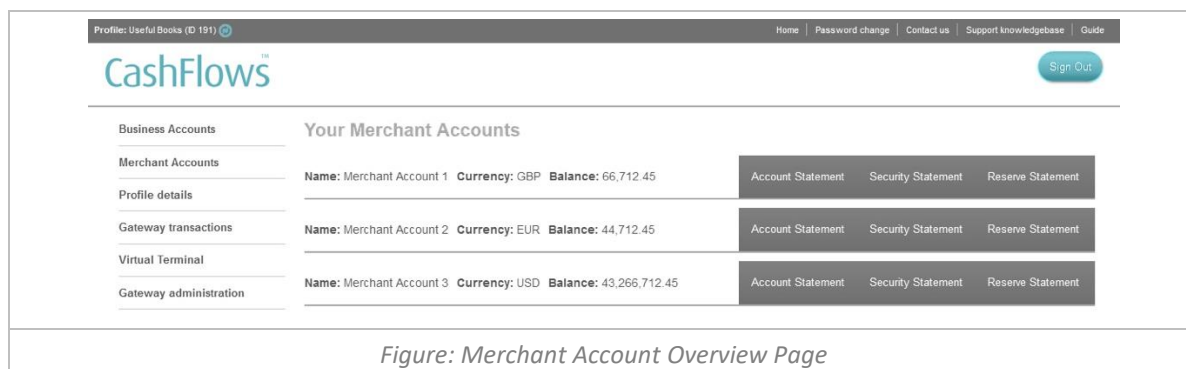 Profile: Useful Books (ID 191)
Home | Password change | Contact us | Support knowledgebase | Guide
CashFlows™
Sign Out
Business Accounts
Merchant Accounts
Profile details
Gateway transactions
Virtual Terminal
Gateway administration
Your Merchant Accounts
Name: Merchant Account 1 Currency: GBP Balance: 66,712.45 Account Statement Security Statement Reserve Statement
Name: Merchant Account 2 Currency: EUR Balance: 44,712.45 Account Statement Security Statement Reserve Statement
Name: Merchant Account 3 Currency: USD Balance: 43,266,712.45 Account Statement Security Statement Reserve Statement
Figure: Merchant Account Overview Page